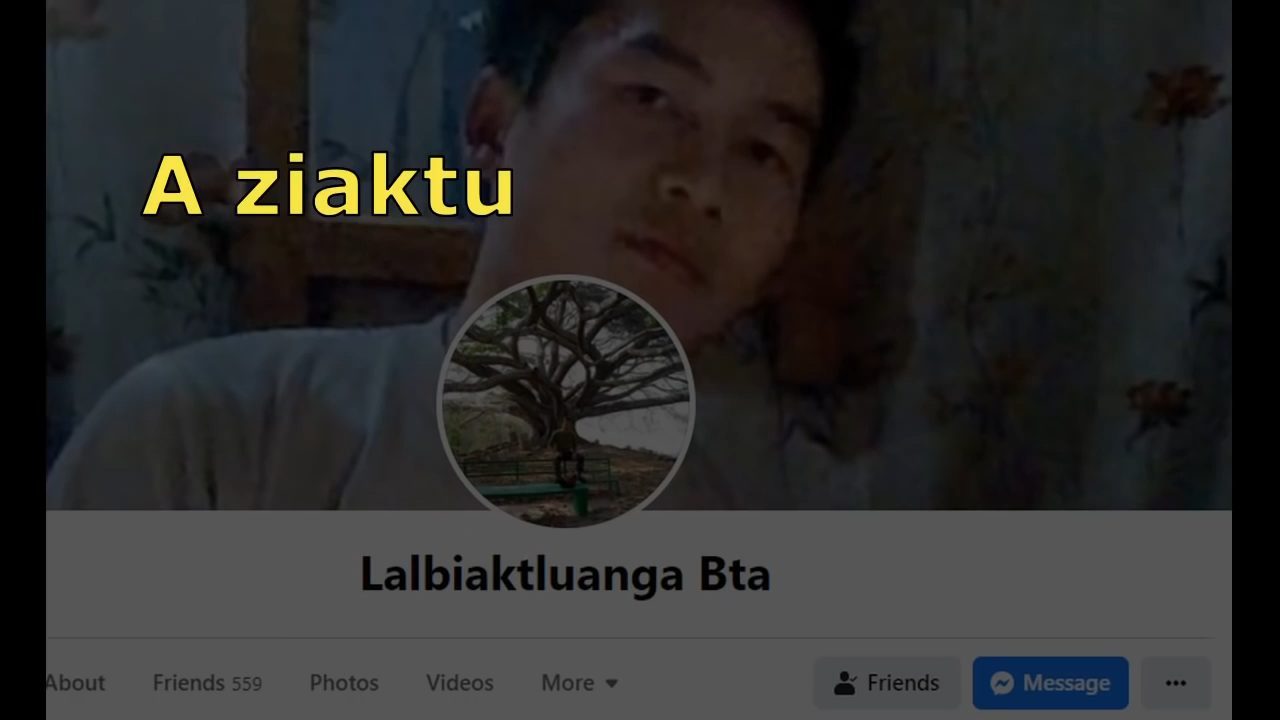 A ziaktu
Lalbiaktluanga Bta
About Friends 559 Photos Videos More Friends Message